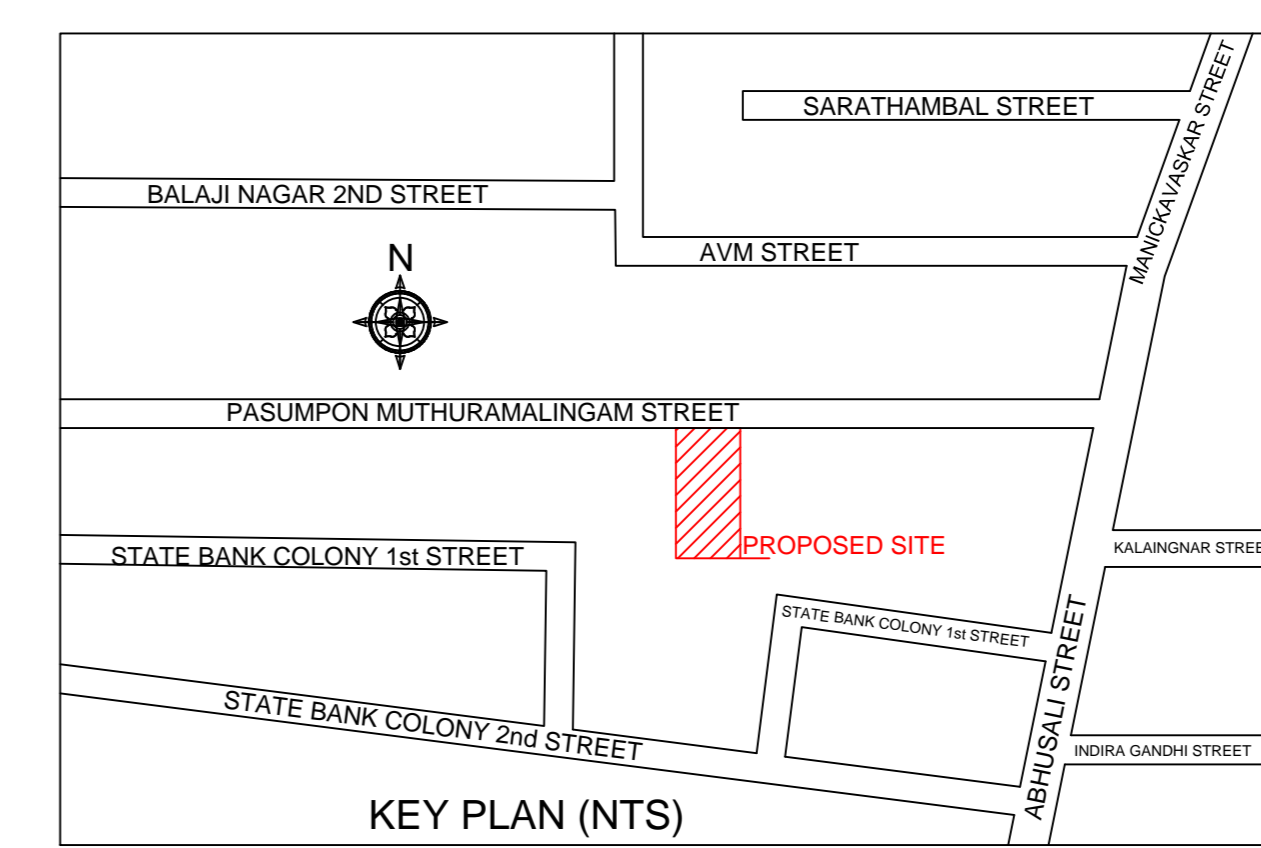 SARATHAMBAL STREET
MANICKAVASKAR STREET
BALAJI NAGAR 2ND STREET
AVM STREET
N
PASUMPON MUTHURAMALINGAM STREET
PROPOSED SITE
STATE BANK COLONY 1st STREET
KALAINGNAR STREE
STATE BANK COLONY 1st STREET
ABHUSALI STREET
STATE BANK COLONY 2nd STREET
INDIRA GANDHI STREET
KEY PLAN (NTS)